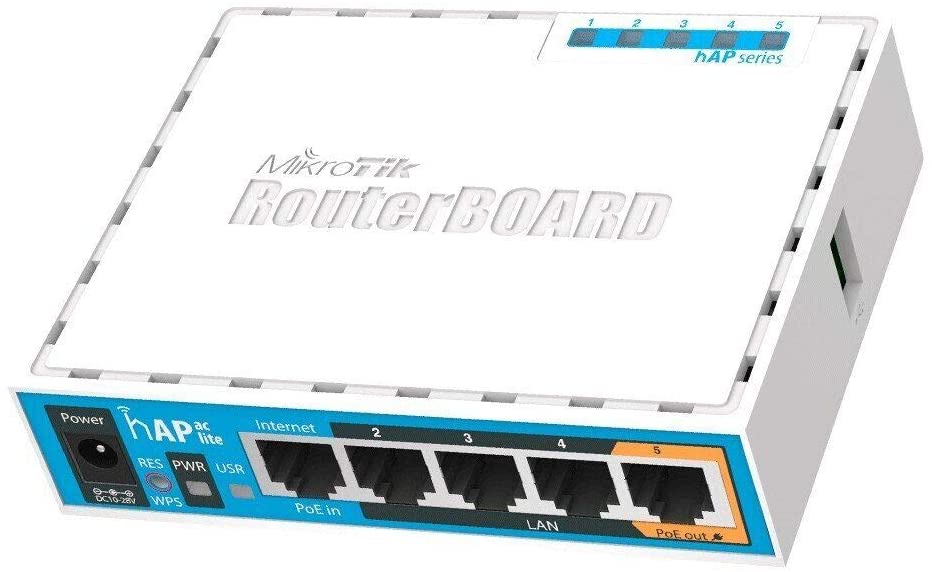 1 2 3 4 5
hAP series
MikroTik
RouterBOARD
Power
hAP ac lite
Internet
2 3 4 5
RES
PWR
USR
DC10-28V
WPS
PoE in
LAN
PoE out